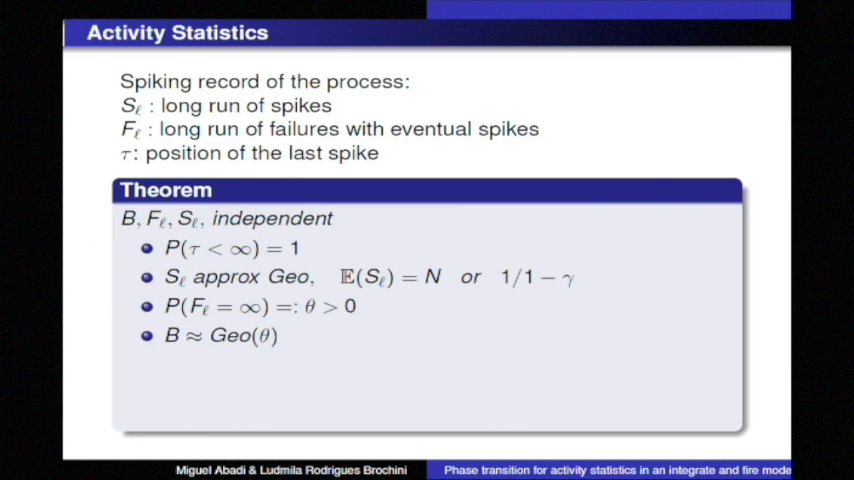 Activity Statistics
Spiking record of the process:
Sℓ : long run of spikes
Fℓ : long run of failures with eventual spikes
τ: position of the last spike
Theorem
B, Fℓ, Sℓ, independent
P(τ < ∞) = 1
Sℓ approx Geo, 𝔼(Sℓ) = N or 1/1 − γ
P(Fℓ = ∞) =: θ > 0
B ≈ Geo(θ)
Miguel Abadi & Ludmila Rodrigues Brochini
Phase transition for activity statistics in an integrate and fire mode